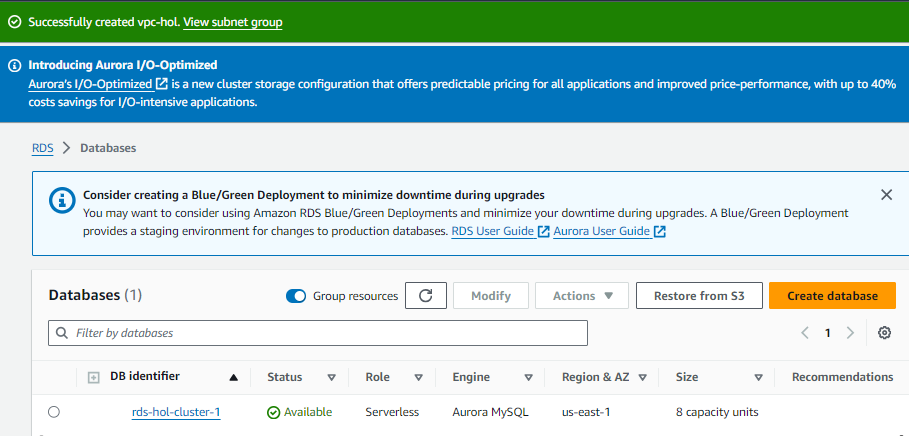 Successfully created vpc-hol. View subnet group
Introducing Aurora I/O-Optimized
Aurora's I/O-Optimized is a new cluster storage configuration that offers predictable pricing for all applications and improved price-performance, with up to 40%
costs savings for I/O-intensive applications.
RDS > Databases
Consider creating a Blue/Green Deployment to minimize downtime during upgrades
You may want to consider using Amazon RDS Blue/Green Deployments and minimize your downtime during upgrades. A Blue/Green Deployment
provides a staging environment for changes to production databases. RDS User Guide Aurora User Guide
Databases (1) Group resources Modify Actions Restore from S3 Create database
Filter by databases 1
DB identifier Status Role Engine Region & AZ Size Recommendations
rds-hol-cluster-1 Available Serverless Aurora MySQL us-east-1 8 capacity units